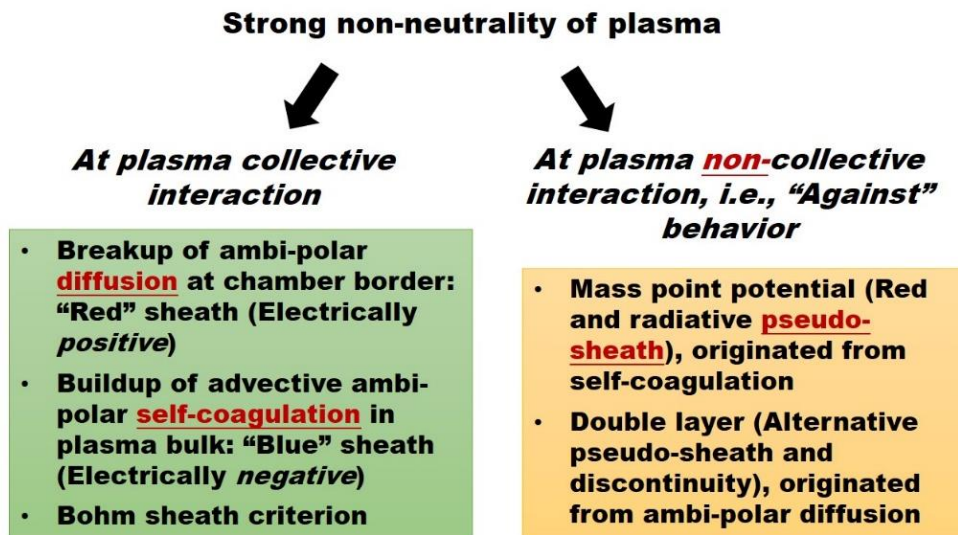 Strong non-neutrality of plasma
At plasma collective
interaction
• Breakup of ambi-polar
diffusion at chamber border:
“Red” sheath (Electrically
positive)
• Buildup of advective ambi-
polar self-coagulation in
plasma bulk: “Blue” sheath
(Electrically negative)
• Bohm sheath criterion
At plasma non-collective
interaction, i.e., “Against”
behavior
• Mass point potential (Red
and radiative pseudo-
sheath), originated from
self-coagulation
• Double layer (Alternative
pseudo-sheath and
discontinuity), originated
from ambi-polar diffusion